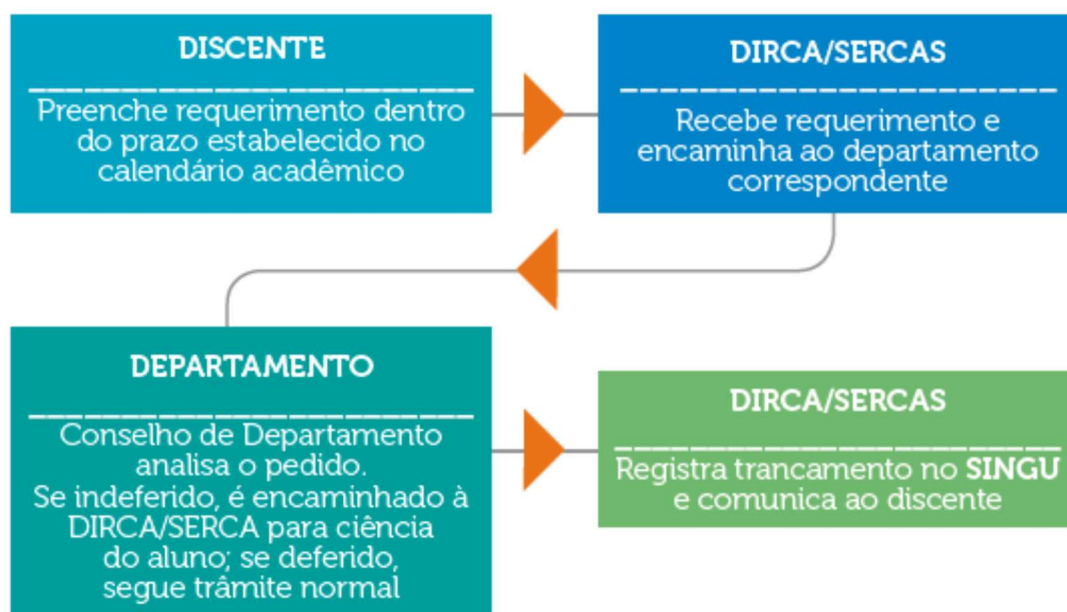 DISCENTE
Preenche requerimento dentro
do prazo estabelecido no
calendário acadêmico
DIRCA/SERCAS
Recebe requerimento e
encaminha ao departamento
correspondente
DEPARTAMENTO
Conselho de Departamento
analisa o pedido.
Se indeferido, é encaminhado à
DIRCA/SERCA para ciência
do aluno; se deferido,
segue trâmite normal
DIRCA/SERCAS
Registra trancamento no SINGU
e comunica ao discente